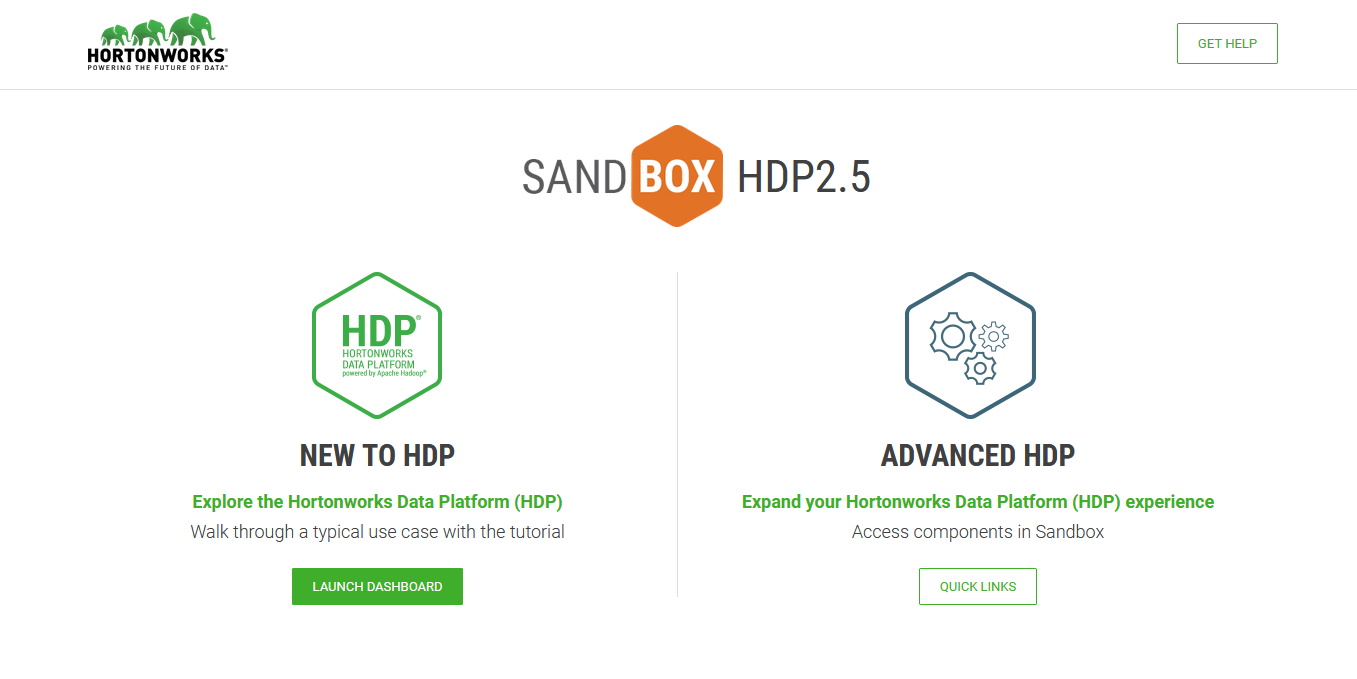 HORTONWORKS®
POWERING THE FUTURE OF DATA™
GET HELP
SANDBOX HDP2.5
HDP®
HORTONWORKS
DATA PLATFORM
powered by Apache Hadoop®
NEW TO HDP
Explore the Hortonworks Data Platform (HDP)
Walk through a typical use case with the tutorial
LAUNCH DASHBOARD
ADVANCED HDP
Expand your Hortonworks Data Platform (HDP) experience
Access components in Sandbox
QUICK LINKS